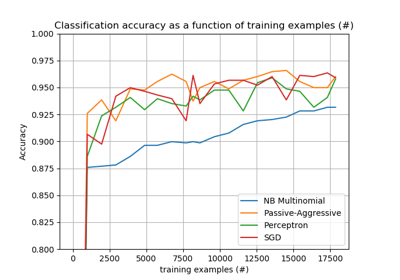 Classification accuracy as a function of training examples (#)
1.000
0.975
0.950
0.925
0.900
0.875
0.850
0.825
0.800
Accuracy
NB Multinomial
Passive-Aggressive
Perceptron
SGD
0 2500 5000 7500 10000 12500 15000 17500
training examples (#)